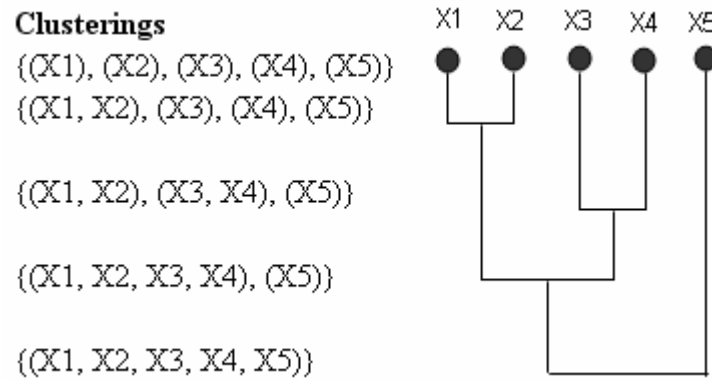 Clusterings
{(X1), (X2), (X3), (X4), (X5)}
{(X1, X2), (X3), (X4), (X5)}
{(X1, X2), (X3, X4), (X5)}
{(X1, X2, X3, X4), (X5)}
{(X1, X2, X3, X4, X5)}
X1 X2 X3 X4 X5